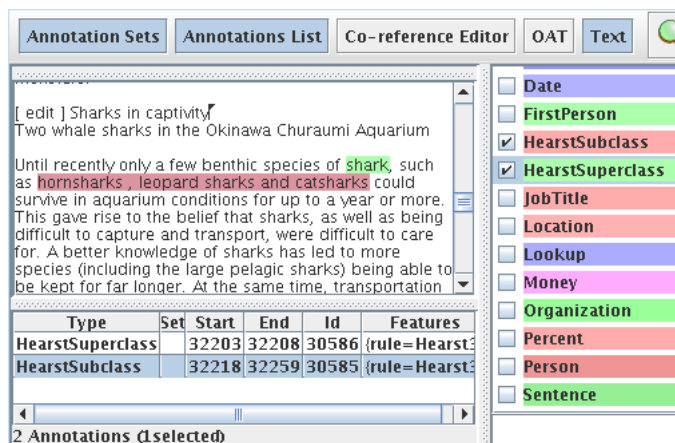 Annotation Sets Annotations List Co-reference Editor OAT Text
[ edit ] Sharks in captivity
Two whale sharks in the Okinawa Churaumi Aquarium
Until recently only a few benthic species of shark, such
as hornsharks , leopard sharks and catsharks could
survive in aquarium conditions for up to a year or more.
This gave rise to the belief that sharks, as well as being
difficult to capture and transport, were difficult to care
for. A better knowledge of sharks has led to more
species (including the large pelagic sharks) being able to
be kept for far longer. At the same time, transportation
Type Set Start End Id Features
HearstSuperclass 32203 32208 30586 {rule=Hearst3
HearstSubclass 32218 32259 30585 {rule=Hearst3
2 Annotations (1selected)
Date
FirstPerson
HearstSubclass
HearstSuperclass
JobTitle
Location
Lookup
Money
Organization
Percent
Person
Sentence